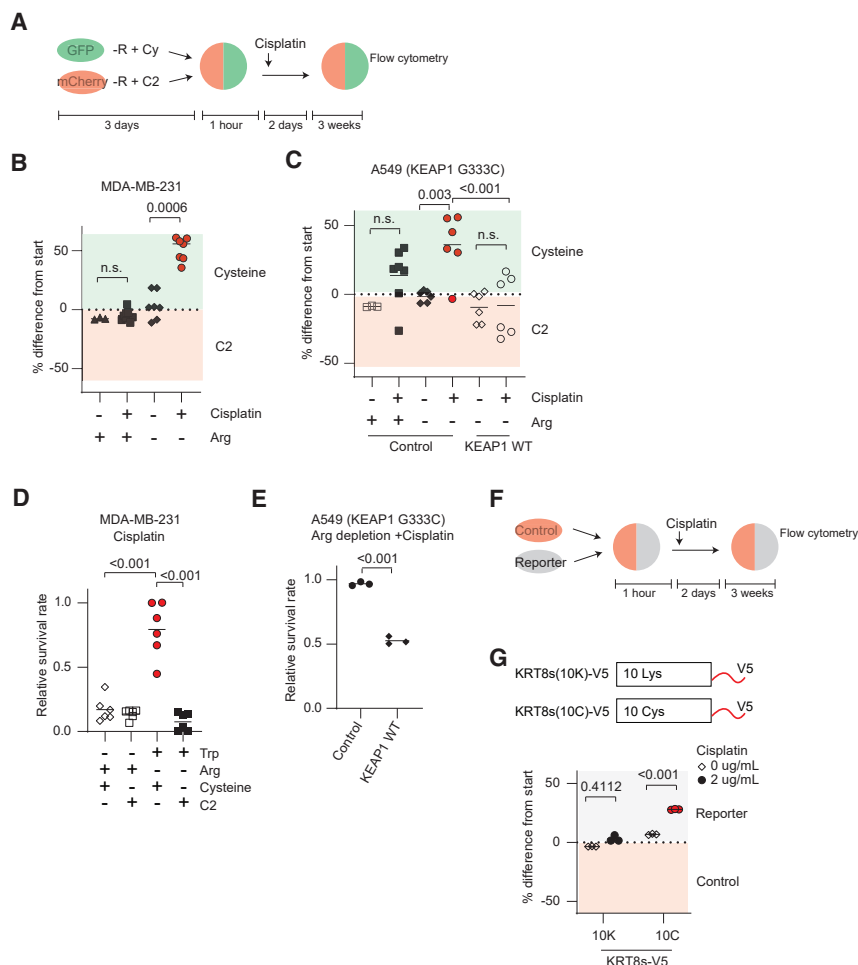 A
GFP -R + Cy
mCherry -R + C2
Cisplatin
Flow cytometry
3 days 1 hour 2 days 3 weeks
B
MDA-MB-231
0.0006
n.s.
50
0
-50
% difference from start
Cysteine
C2
- + - + Cisplatin
+ + - - Arg
C
A549 (KEAP1 G333C)
0.003 <0.001
n.s.
n.s.
50
0
-50
% difference from start
Cysteine
C2
- + - + - + Cisplatin
+ + - - - - Arg
Control KEAP1 WT
D
MDA-MB-231
Cisplatin
<0.001
<0.001
1.0
0.5
0.0
Relative survival rate
- - + + Trp
+ + - - Arg
+ - + - Cysteine
- + - + C2
E
A549 (KEAP1 G333C)
Arg depletion +Cisplatin
<0.001
1.0
0.5
0
Relative survival rate
Control
KEAP1 WT
F
Control
Reporter
Cisplatin
Flow cytometry
1 hour 2 days 3 weeks
G
KRT8s(10K)-V5 10 Lys V5
KRT8s(10C)-V5 10 Cys V5
Cisplatin
0 ug/mL
2 ug/mL
0.4112
<0.001
50
0
-50
% difference from start
Reporter
Control
10K 10C
KRT8s-V5